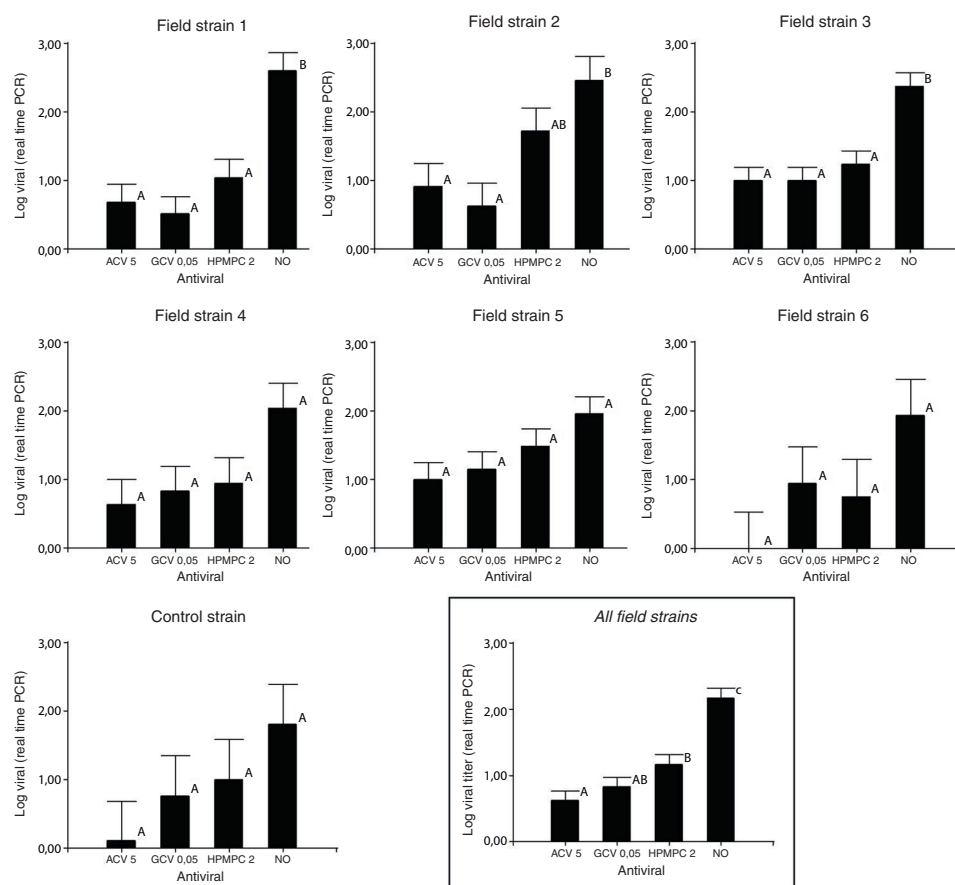 Field strain 1
Log viral (real time PCR)
3,00
2,00
1,00
0,00
A
A
A
B
ACV 5 GCV 0,05 HPMPC 2 NO
Antiviral
Field strain 2
Log viral (real time PCR)
3,00
2,00
1,00
0,00
A
A
AB
B
ACV 5 GCV 0,05 HPMPC 2 NO
Antiviral
Field strain 3
Log viral (real time PCR)
3,00
2,00
1,00
0,00
A
A
A
B
ACV 5 GCV 0,05 HPMPC 2 NO
Antiviral
Field strain 4
Log viral (real time PCR)
3,00
2,00
1,00
0,00
A
A
A
A
ACV 5 GCV 0,05 HPMPC 2 NO
Antiviral
Field strain 5
Log viral (real time PCR)
3,00
2,00
1,00
0,00
A
A
A
A
ACV 5 GCV 0,05 HPMPC 2 NO
Antiviral
Field strain 6
Log viral (real time PCR)
3,00
2,00
1,00
0,00
A
A
A
A
ACV 5 GCV 0,05 HPMPC 2 NO
Antiviral
Control strain
Log viral (real time PCR)
3,00
2,00
1,00
0,00
A
A
A
A
ACV 5 GCV 0,05 HPMPC 2 NO
Antiviral
All field strains
Log viral titer (real time PCR)
3,00
2,00
1,00
0,00
A
AB
B
c
ACV 5 GCV 0,05 HPMPC 2 NO
Antiviral